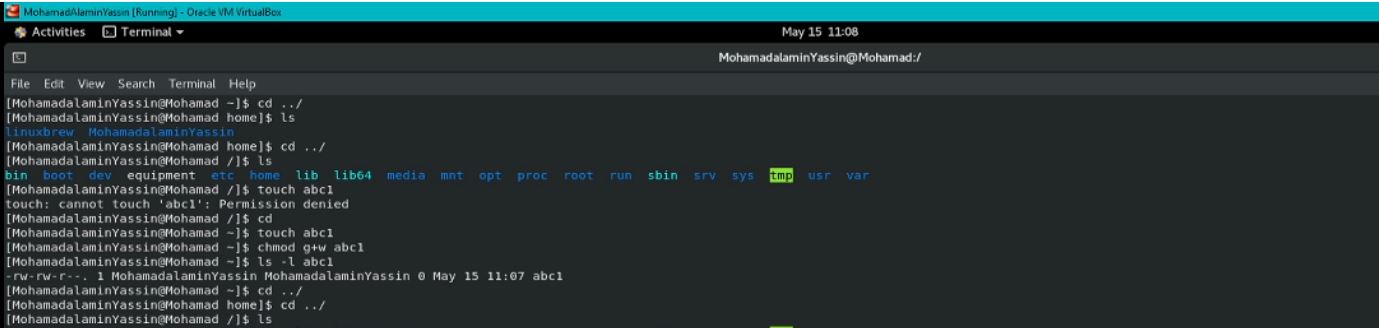 MohamadAlaminYassin [Running] - Oracle VM VirtualBox
Activities Terminal May 15 11:08
MohamadalaminYassin@Mohamad:/
File Edit View Search Terminal Help
[MohamadalaminYassin@Mohamad ~]$ cd ../
[MohamadalaminYassin@Mohamad home]$ ls
linuxbrew MohamadalaminYassin
[MohamadalaminYassin@Mohamad home]$ cd ../
[MohamadalaminYassin@Mohamad /]$ ls
bin boot dev equipment etc home lib lib64 media mnt opt proc root run sbin srv sys tmp usr var
[MohamadalaminYassin@Mohamad /]$ touch abc1
touch: cannot touch 'abc1': Permission denied
[MohamadalaminYassin@Mohamad /]$ cd
[MohamadalaminYassin@Mohamad ~]$ touch abc1
[MohamadalaminYassin@Mohamad ~]$ chmod g+w abc1
[MohamadalaminYassin@Mohamad ~]$ ls -l abc1
-rw-rw-r--. 1 MohamadalaminYassin MohamadalaminYassin 0 May 15 11:07 abc1
[MohamadalaminYassin@Mohamad ~]$ cd ../
[MohamadalaminYassin@Mohamad home]$ cd ../
[MohamadalaminYassin@Mohamad /]$ ls